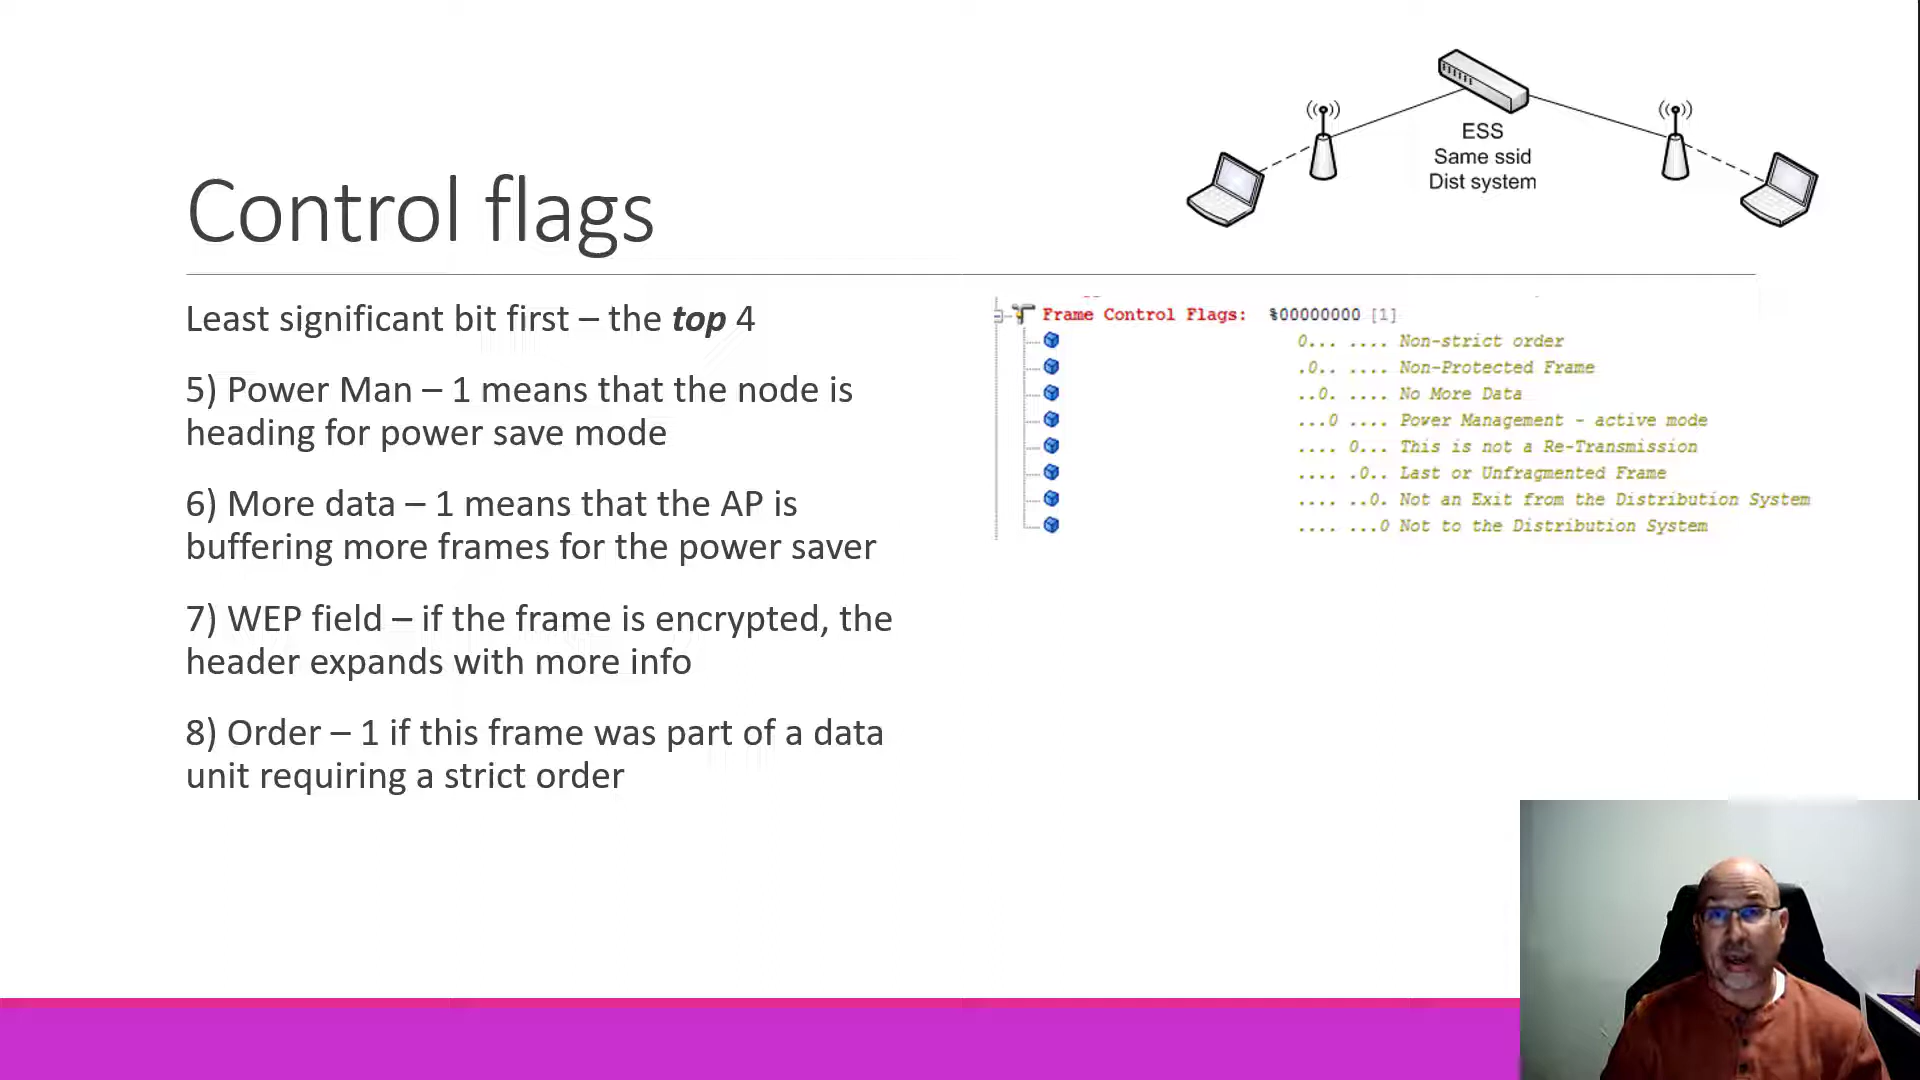 ESS
Same ssid
Dist system
Control flags
Least significant bit first – the top 4
5) Power Man – 1 means that the node is
heading for power save mode
6) More data – 1 means that the AP is
buffering more frames for the power saver
7) WEP field – if the frame is encrypted, the
header expands with more info
8) Order – 1 if this frame was part of a data
unit requiring a strict order
Frame Control Flags: %00000000 [1]
0... .... Non-strict order
.0.. .... Non-Protected Frame
..0. .... No More Data
...0 .... Power Management - active mode
.... 0... This is not a Re-Transmission
.... .0.. Last or Unfragmented Frame
.... ..0. Not an Exit from the Distribution System
.... ...0 Not to the Distribution System